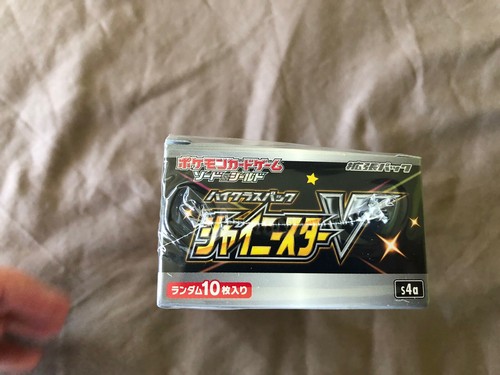 ポケモンカードゲーム
ソード&シールド
拡張パック
ハイクラスパック
シャイニースターV
ランダム10枚入り
s4a